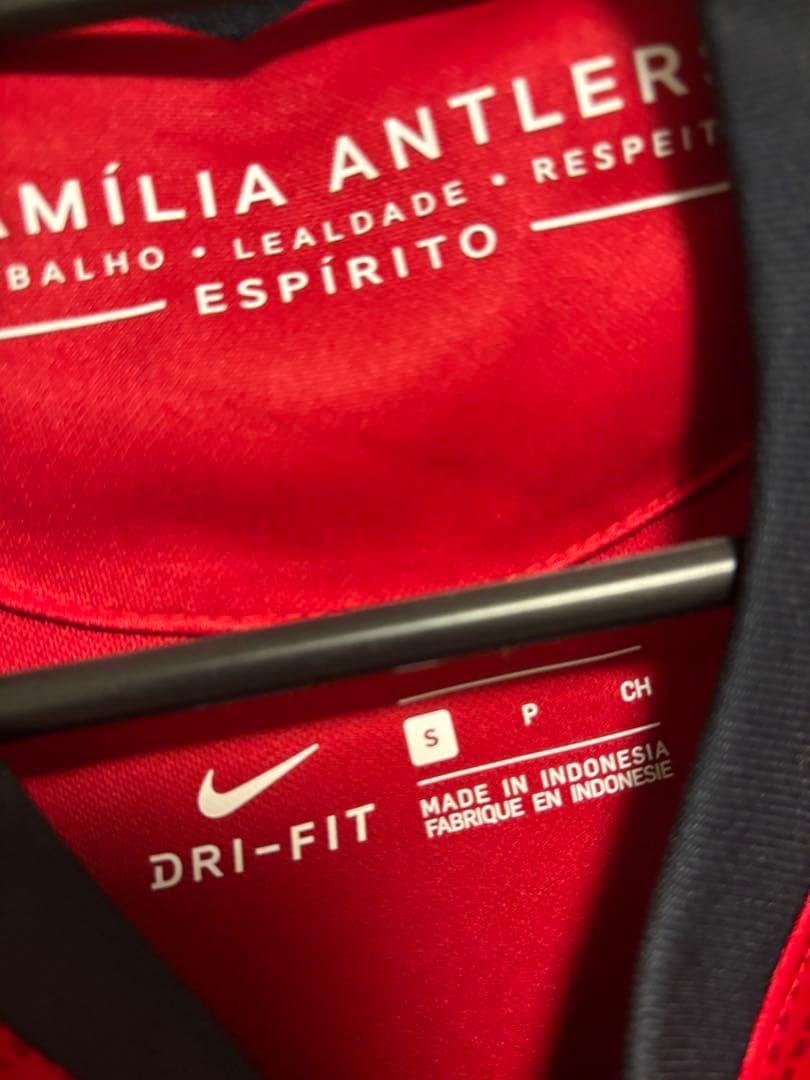 AMÍLIA ANTLERS
BALHO • LEALDADE • RESPEIT
ESPÍRITO
S P CH
MADE IN INDONESIA
FABRIQUE EN INDONESIE
DRI-FIT